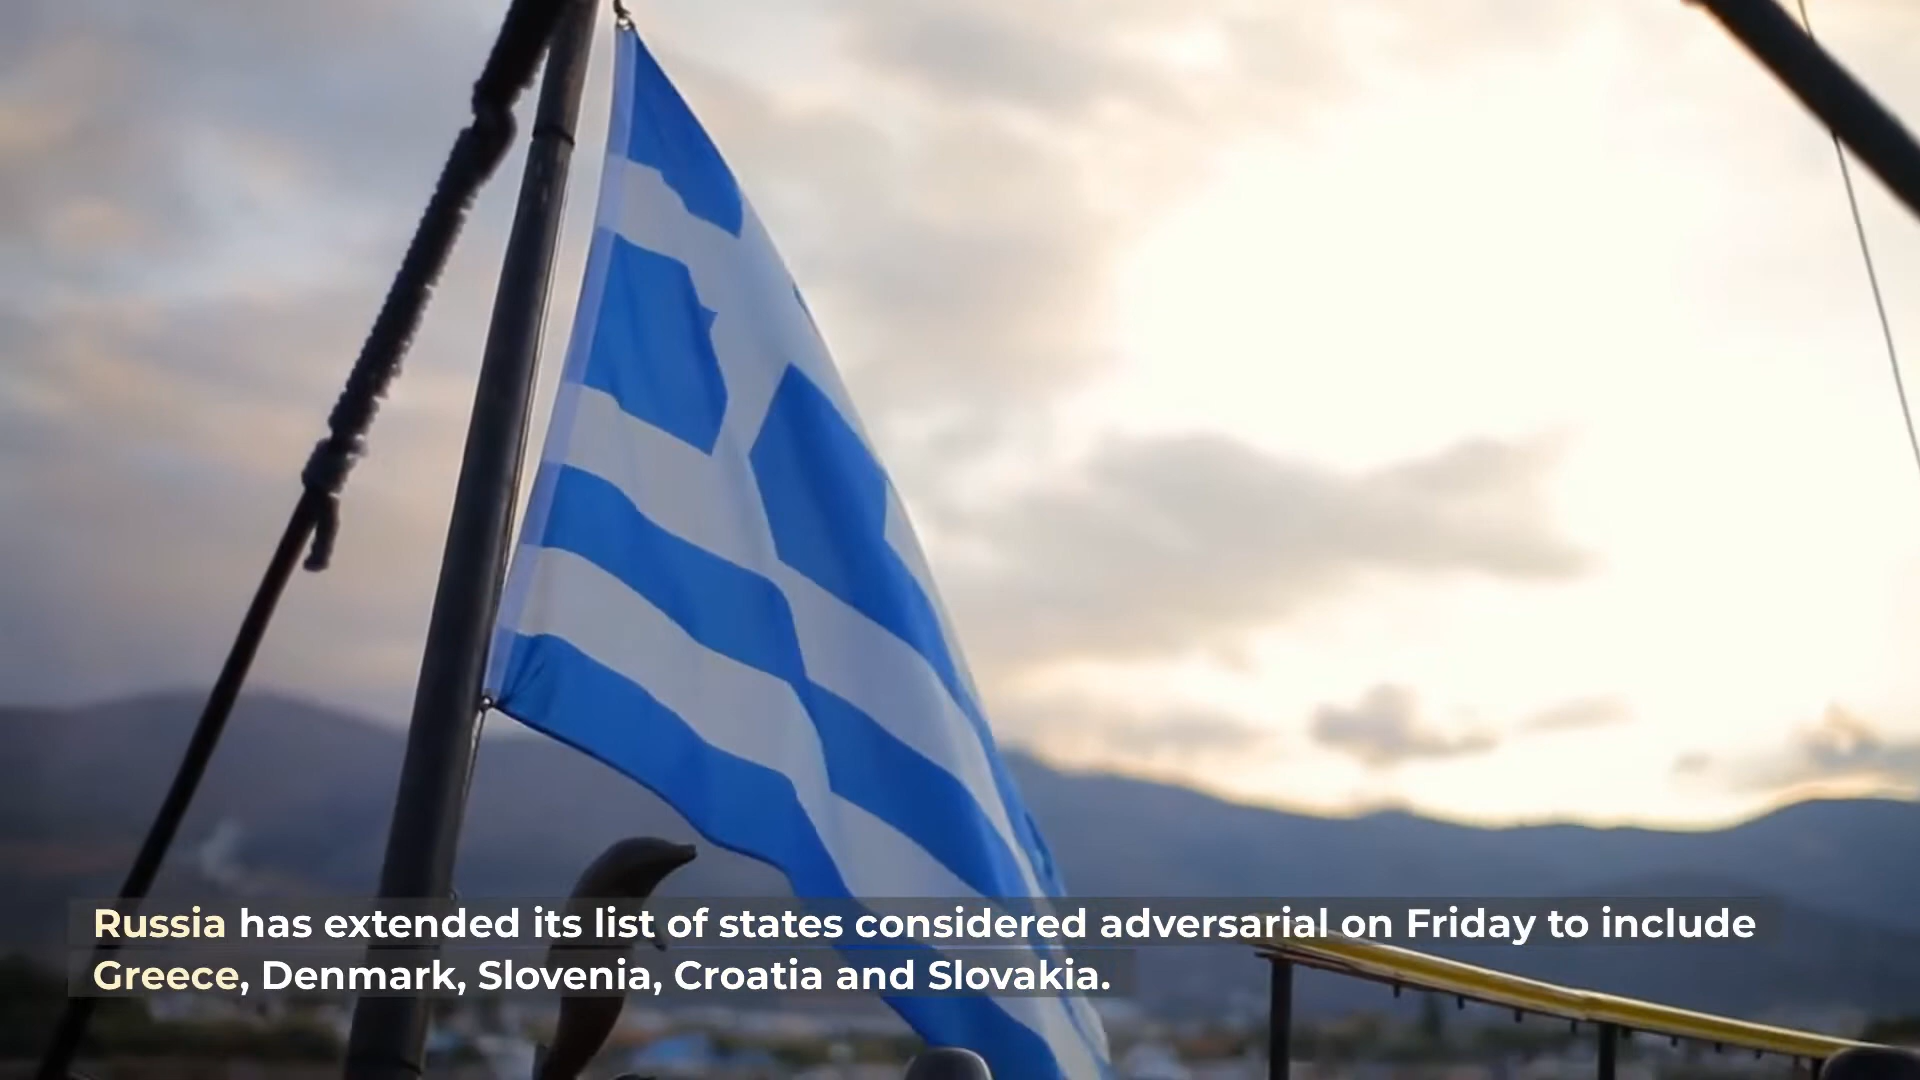 Russia has extended its list of states considered adversarial on Friday to include
Greece, Denmark, Slovenia, Croatia and Slovakia.